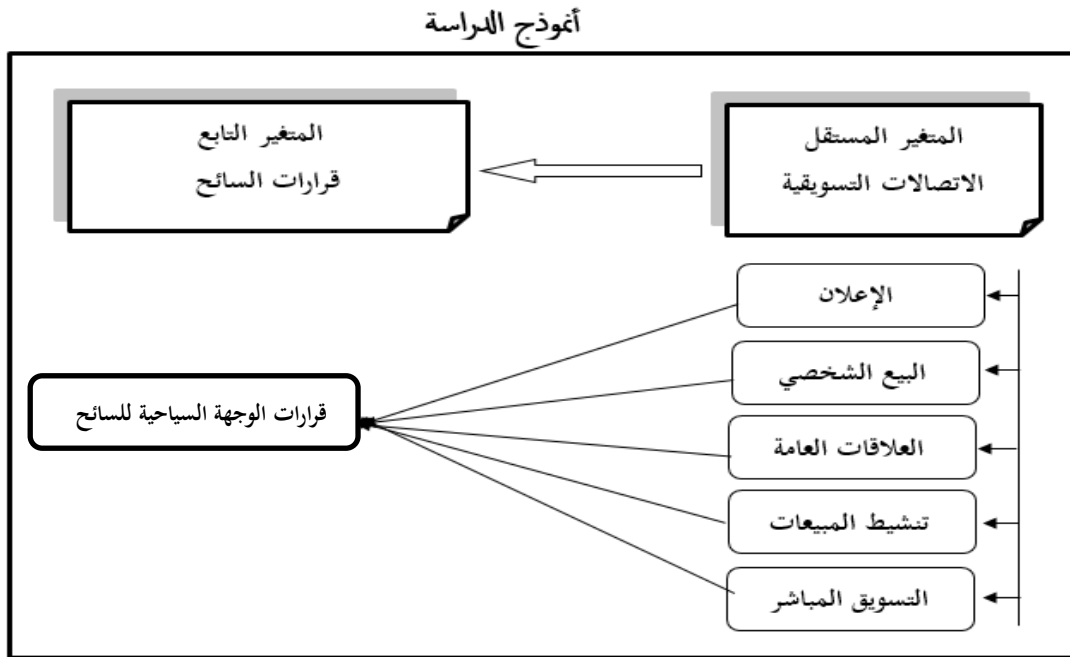 أنموذج الدراسة
المتغير المستقل
الاتصالات التسويقية
المتغير التابع
قرارات السائح
الإعلان
البيع الشخصي
العلاقات العامة
تنشيط المبيعات
التسويق المباشر
قرارات الوجهة السياحية للسائح